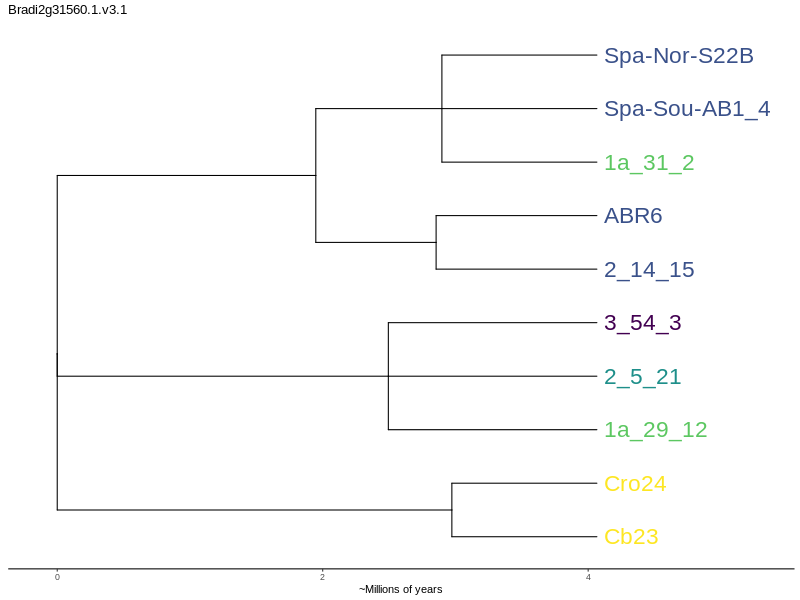 Bradi2g31560.1.v3.1
Spa-Nor-S22B
Spa-Sou-AB1_4
1a_31_2
ABR6
2_14_15
3_54_3
2_5_21
1a_29_12
Cro24
Cb23
0 2 4
~Millions of years